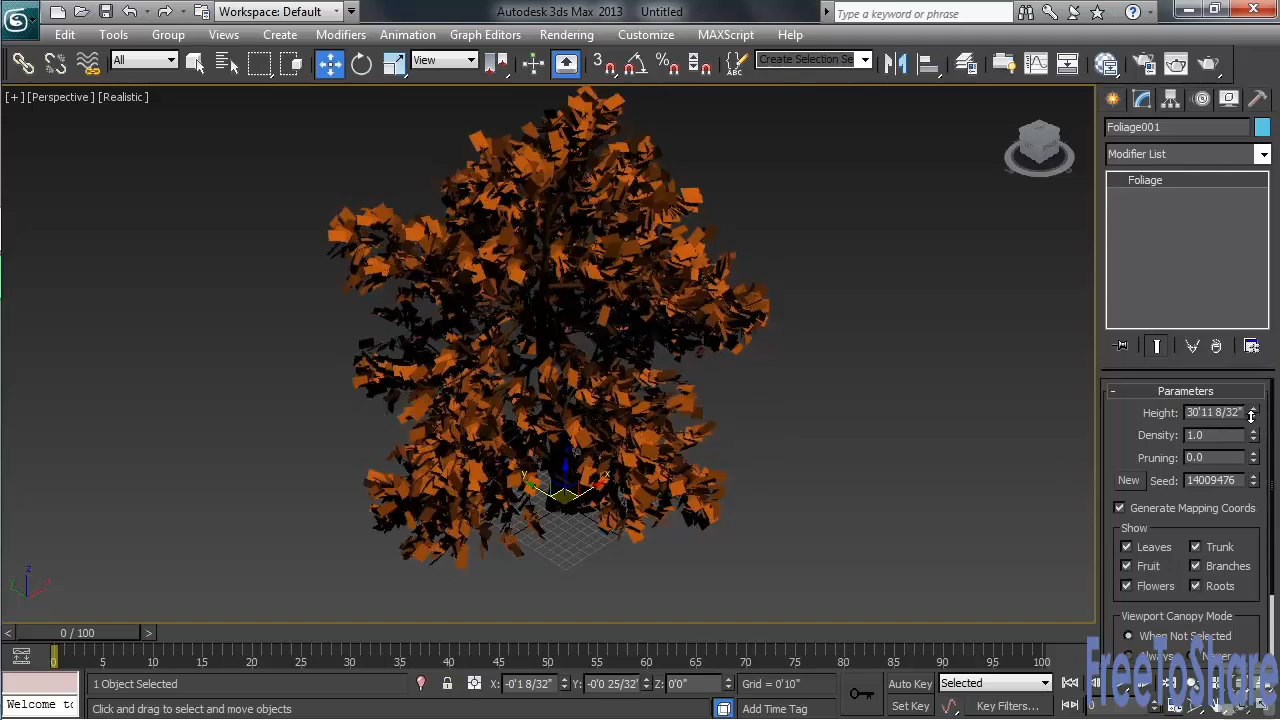 Workspace: Default
Autodesk 3ds Max 2013 Untitled
Type a keyword or phrase
Edit Tools Group Views Create Modifiers Animation Graph Editors Rendering Customize MAXScript Help
All
View
3
ABC
Create Selection Se
[+] [Perspective] [Realistic]
Foliage001
Modifier List
Foliage
Parameters
Height: 30'11 8/32"
Density: 1.0
Pruning: 0.0
New Seed: 14009476
Generate Mapping Coords
Show
Leaves Trunk
Fruit Branches
Flowers Roots
Viewport Canopy Mode
When Not Selected
Always Never
FreeToShare
y x
z
< 0 / 100 >
0 5 10 15 20 25 30 35 40 45 50 55 60 65 70 75 80 85 90 95 100
1 Object Selected X: -0'1 8/32" Y: -0'0 25/32" Z: 0'0" Grid = 0'10" Auto Key Selected
Welcome to Click and drag to select and move objects Add Time Tag Set Key Key Filters... 0